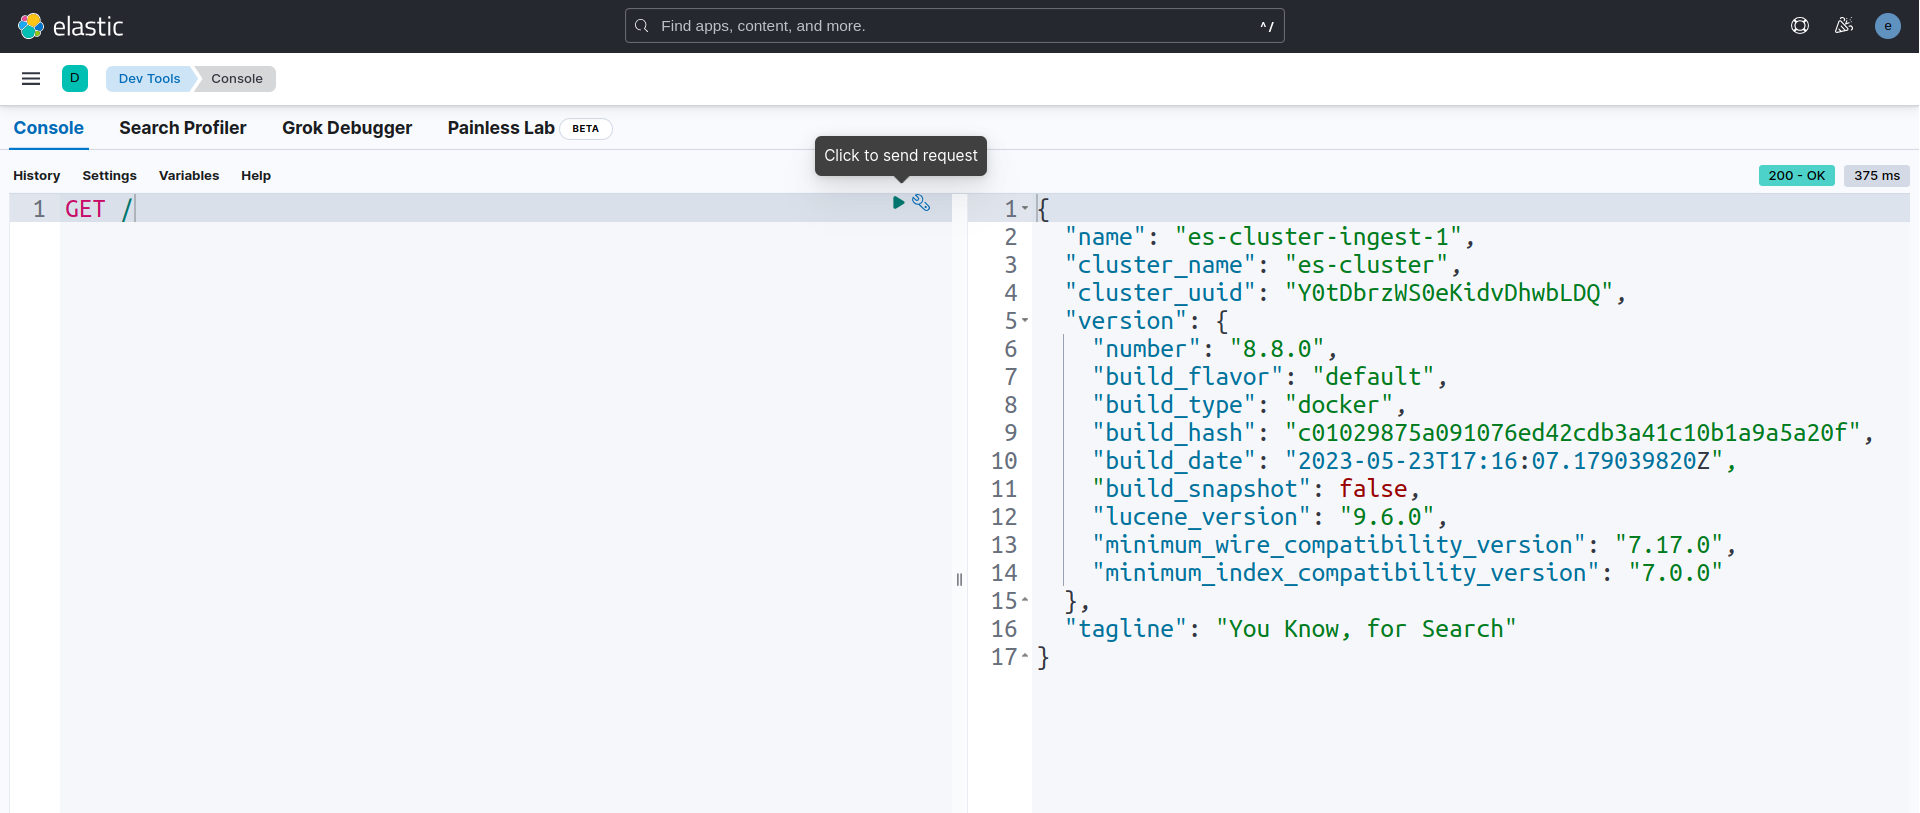 elastic
Find apps, content, and more.
^/
e
D
Dev Tools
Console
Console
Search Profiler
Grok Debugger
Painless Lab
BETA
Click to send request
History
Settings
Variables
Help
200 - OK
375 ms
1 GET /
1 {
2 "name": "es-cluster-ingest-1",
3 "cluster_name": "es-cluster",
4 "cluster_uuid": "Y0tDbrzWS0eKidvDhwbLDQ",
5 "version": {
6 "number": "8.8.0",
7 "build_flavor": "default",
8 "build_type": "docker",
9 "build_hash": "c01029875a091076ed42cdb3a41c10b1a9a5a20f",
10 "build_date": "2023-05-23T17:16:07.179039820Z",
11 "build_snapshot": false,
12 "lucene_version": "9.6.0",
13 "minimum_wire_compatibility_version": "7.17.0",
14 "minimum_index_compatibility_version": "7.0.0"
15 },
16 "tagline": "You Know, for Search"
17 }